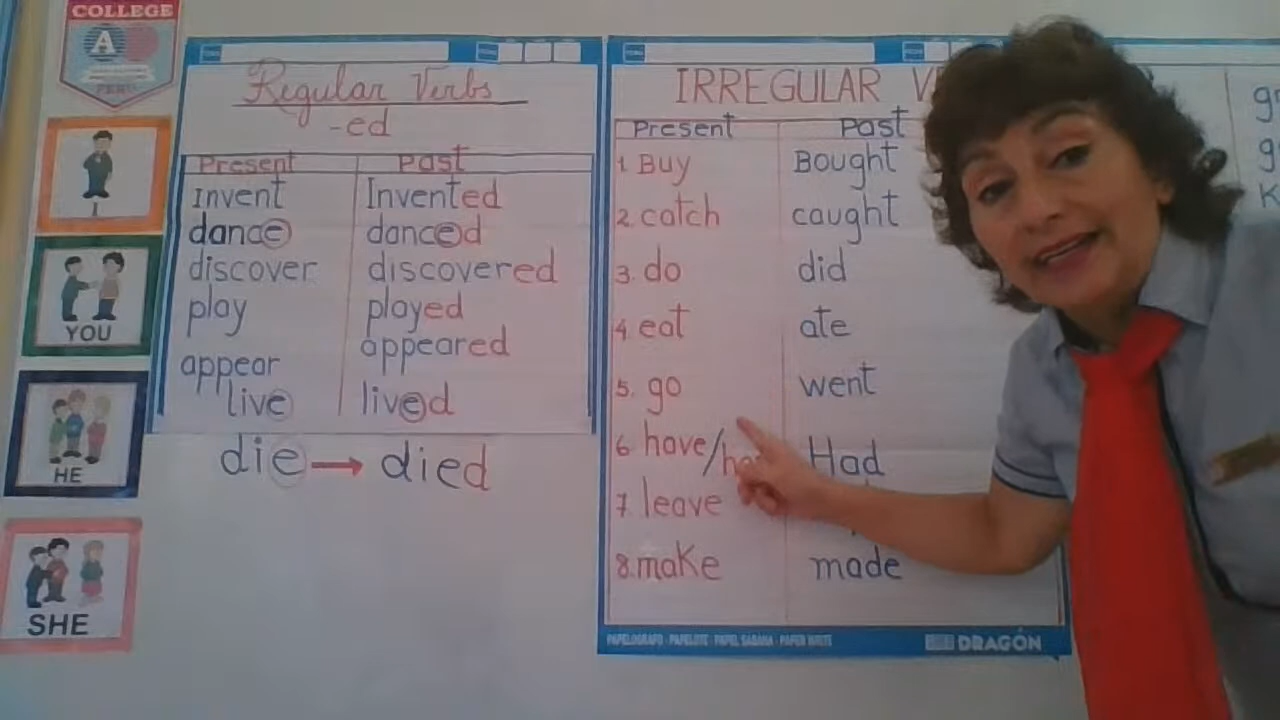 COLLEGE
A
PERÚ
I
YOU
HE
SHE
Regular Verbs
-ed
Present Past
Invent Invented
dance danced
discover discovered
play played
appear appeared
live lived
die → died
IRREGULAR
Present Past
1. Buy Bought
2. catch caught
3. do did
4. eat ate
5. go went
6. have/ Had
7. leave
8. make made
PAPELOGRAFO PAPELOTE PAPEL SABANA PAPER WRITE
DRAGÓN